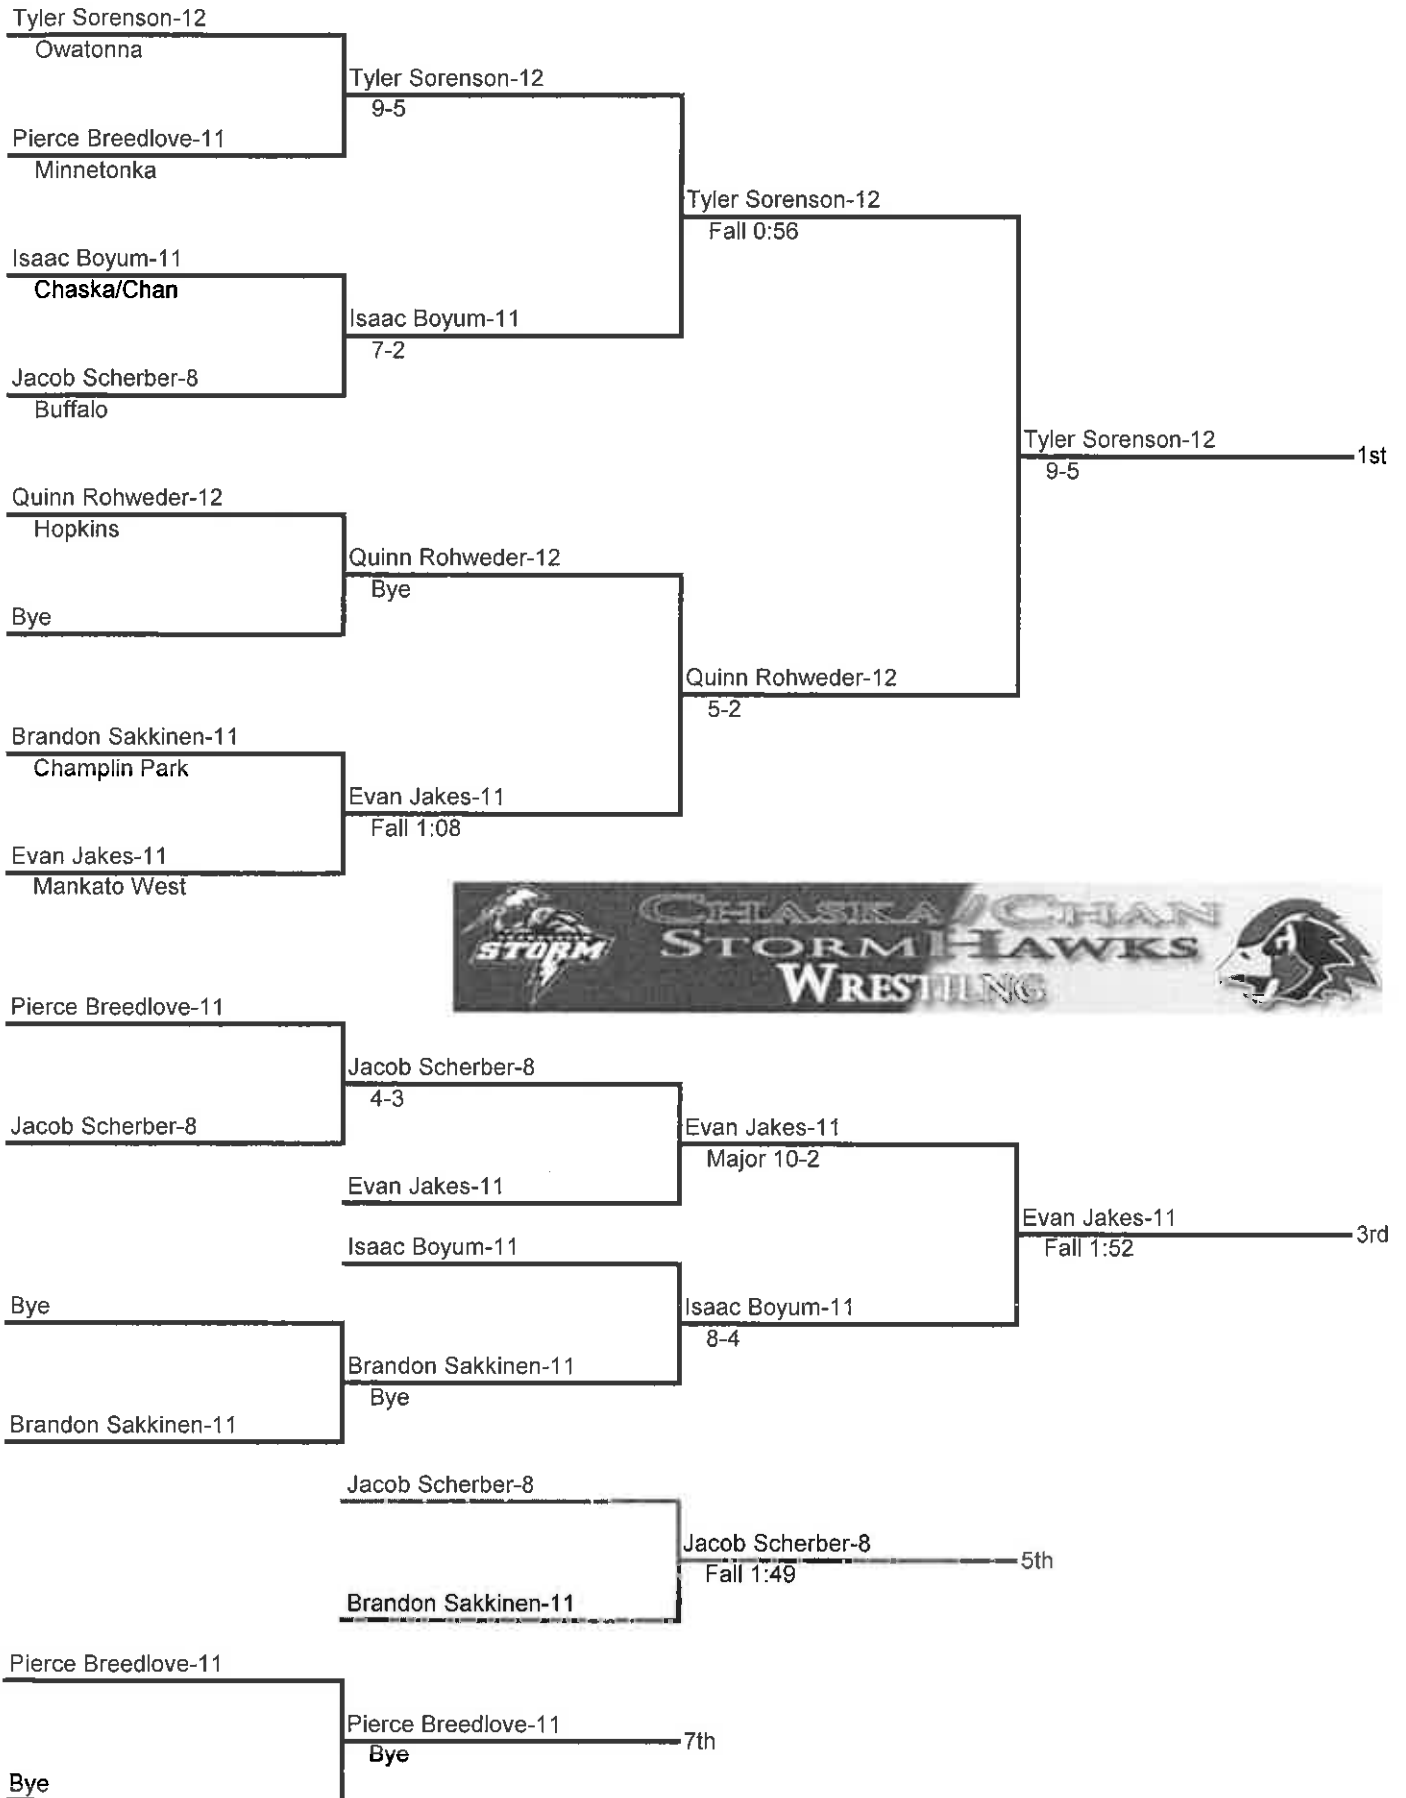 Tyler Sorenson-12
Owatonna
Tyler Sorenson-12
9-5
Pierce Breedlove-11
Minnetonka
Tyler Sorenson-12
Fall 0:56
Isaac Boyum-11
Chaska/Chan
Isaac Boyum-11
7-2
Jacob Scherber-8
Buffalo
Tyler Sorenson-12
1st
9-5
Quinn Rohweder-12
Hopkins
Quinn Rohweder-12
Bye
Bye
Quinn Rohweder-12
5-2
Brandon Sakkinen-11
Champlin Park
Evan Jakes-11
Fall 1:08
Evan Jakes-11
Mankato West
STORM
CHASKA/CHAN
STORMHAWKS
WRESTLING
Pierce Breedlove-11
Jacob Scherber-8
4-3
Jacob Scherber-8
Evan Jakes-11
Major 10-2
Evan Jakes-11
Evan Jakes-11
3rd
Fall 1:52
Isaac Boyum-11
Bye
Isaac Boyum-11
8-4
Brandon Sakkinen-11
Bye
Brandon Sakkinen-11
Jacob Scherber-8
Jacob Scherber-8
5th
Fall 1:49
Brandon Sakkinen-11
Pierce Breedlove-11
Pierce Breedlove-11
7th
Bye
Bye